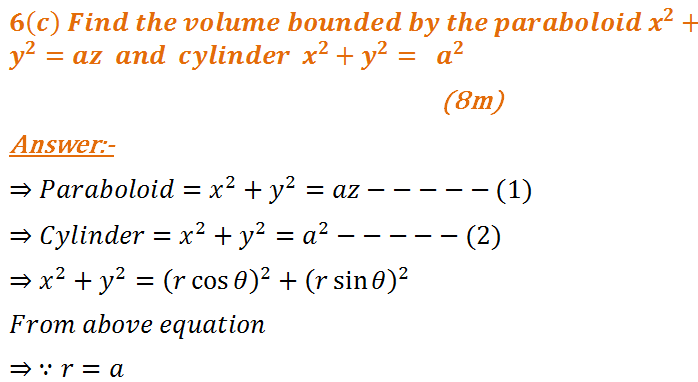 6(c) Find the volume bounded by the paraboloid x² +
y² = az and cylinder x² + y² = a²
(8m)
Answer:-
⇒ Paraboloid = x² + y² = az − − − − − (1)
⇒ Cylinder = x² + y² = a² − − − − − (2)
⇒ x² + y² = (r cos θ)² + (r sin θ)²
From above equation
⇒∵ r = a